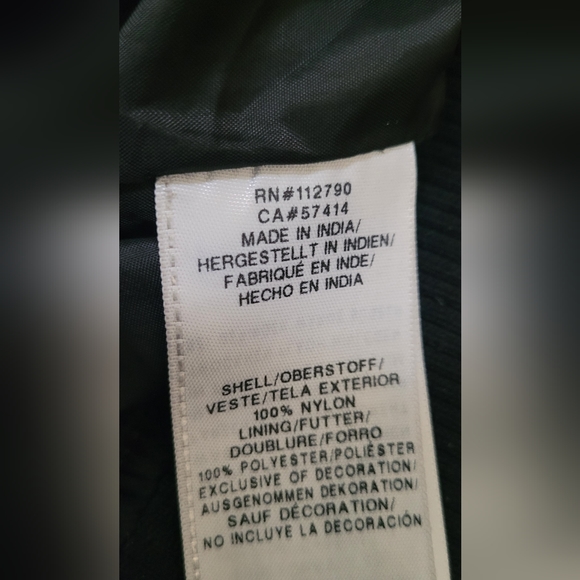 RN#112790
CA#57414
MADE IN INDIA/
HERGESTELLT IN INDIEN/
FABRIQUÉ EN INDE/
HECHO EN INDIA
SHELL/OBERSTOFF/
VESTE/TELA EXTERIOR
100% NYLON
LINING/FUTTER/
DOUBLURE/FORRO
100% POLYESTER/POLIÉSTER
EXCLUSIVE OF DECORATION/
AUSGENOMMEN DEKORATION/
SAUF DÉCORATION/
NO INCLUYE LA DECORACIÓN